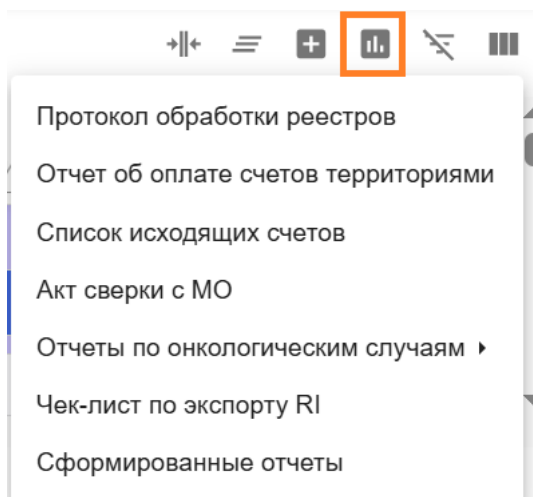 Протокол обработки реестров
Отчет об оплате счетов территориями
Список исходящих счетов
Акт сверки с МО
Отчеты по онкологическим случаям
Чек-лист по экспорту RI
Сформированные отчеты